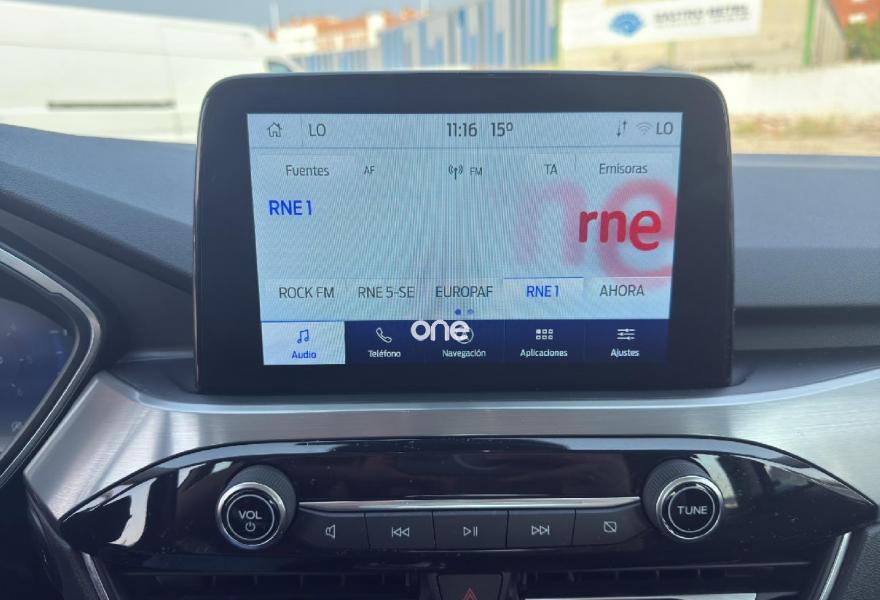 LO 11:16 15º LO
Fuentes AF FM TA Emisoras
RNE 1
rne
ROCK FM RNE 5-SE EUROPAF RNE 1 AHORA
one
Audio Teléfono Navegación Aplicaciones Ajustes
VOL TUNE